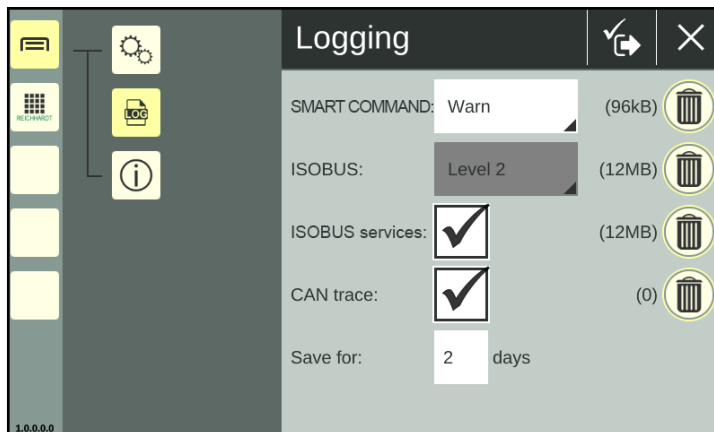 Logging
REICHHARDT
LOG
SMART COMMAND: Warn (96kB)
ISOBUS: Level 2 (12MB)
ISOBUS services: (12MB)
CAN trace: (0)
Save for: 2 days
1.0.0.0.0